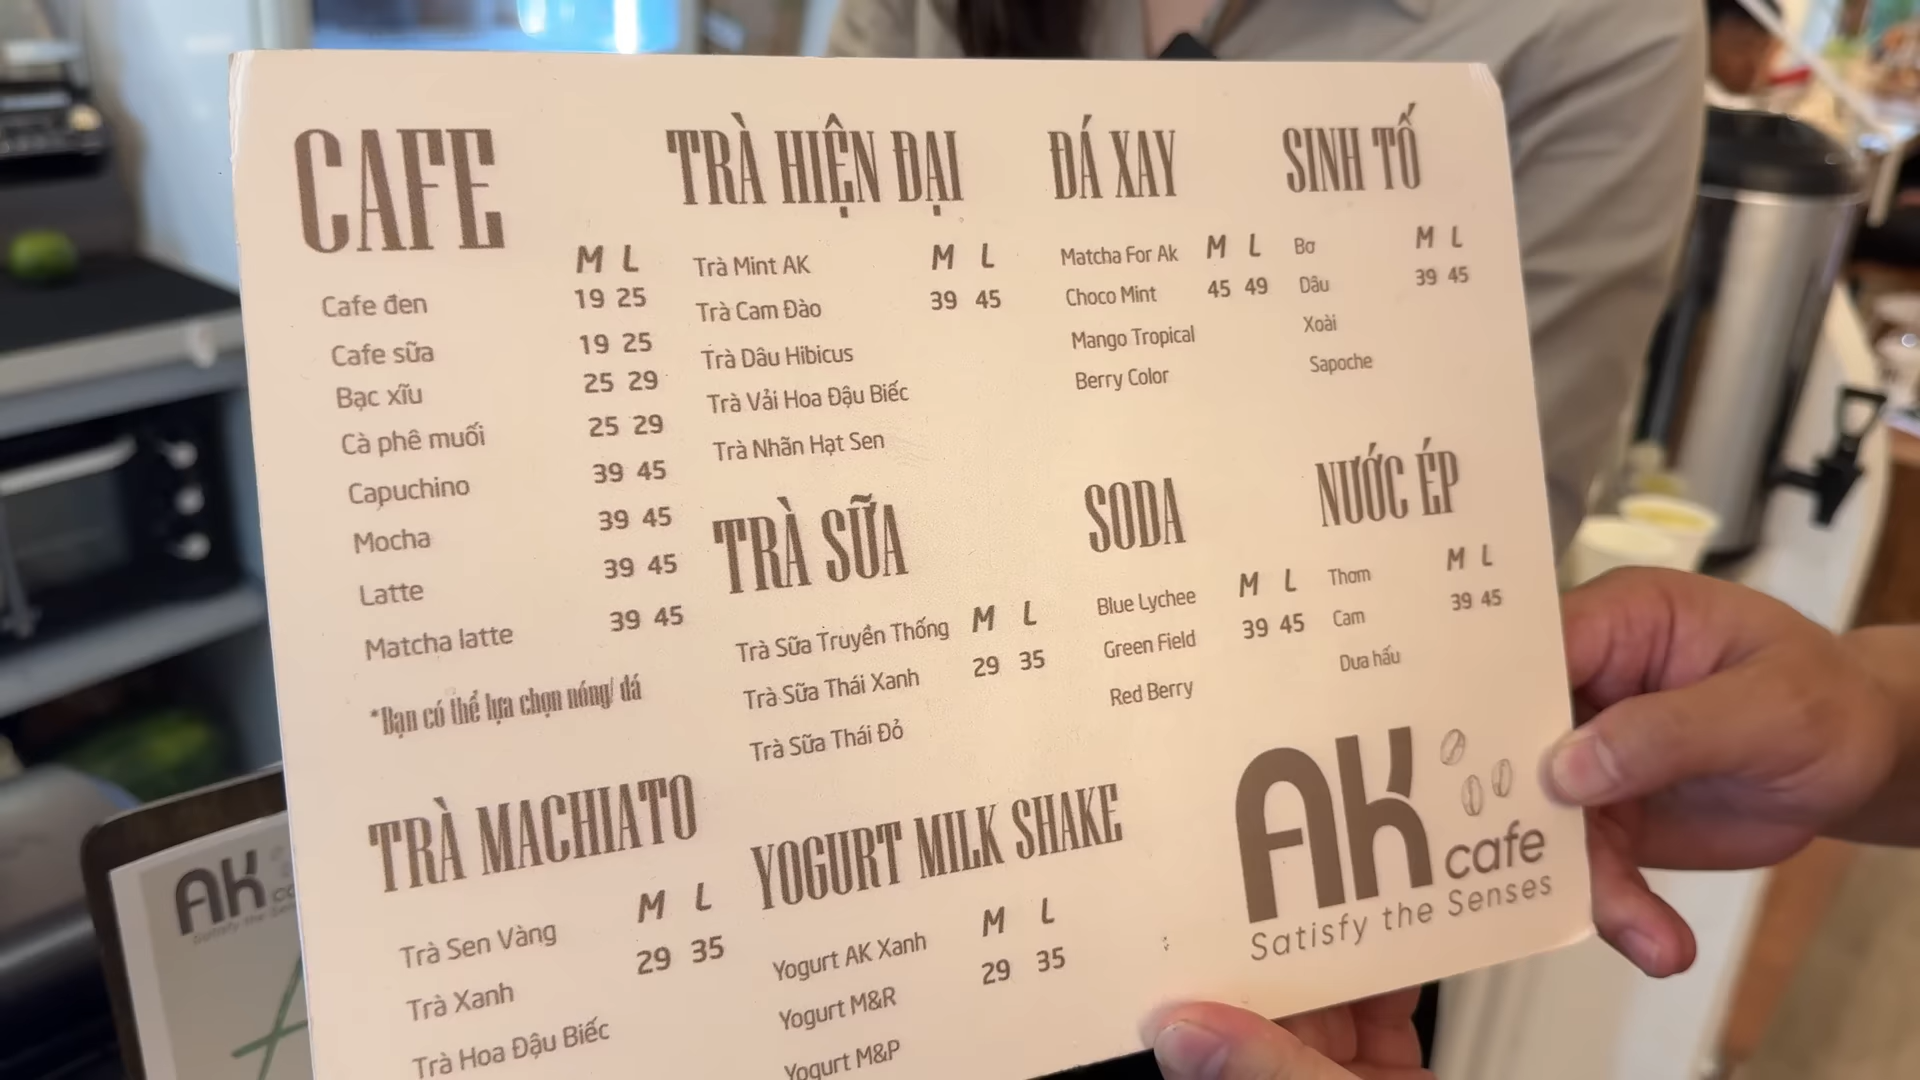 CAFE
M L
Cafe đen 19 25
Cafe sữa 19 25
Bạc xĩu 25 29
Cà phê muối 25 29
Capuchino 39 45
Mocha 39 45
Latte 39 45
Matcha latte 39 45
*Bạn có thể lựa chọn nóng/ đá
TRÀ MACHIATO
M L
Trà Sen Vàng 29 35
Trà Xanh
Trà Hoa Đậu Biếc
TRÀ HIỆN ĐẠI
Trà Mint AK M L
Trà Cam Đào 39 45
Trà Dâu Hibicus
Trà Vải Hoa Đậu Biếc
Trà Nhãn Hạt Sen
TRÀ SỮA
Trà Sữa Truyền Thống M L
Trà Sữa Thái Xanh 29 35
Trà Sữa Thái Đỏ
YOGURT MILK SHAKE
M L
Yogurt AK Xanh 29 35
Yogurt M&R
Yogurt M&P
ĐÁ XAY
Matcha For Ak M L
Choco Mint 45 49
Mango Tropical
Berry Color
SODA
Blue Lychee M L
Green Field 39 45
Red Berry
SINH TỐ
Bơ M L
Dâu 39 45
Xoài
Sapoche
NƯỚC ÉP
Thơm M L
Cam 39 45
Dưa hấu
AK cafe
Satisfy the Senses
AK